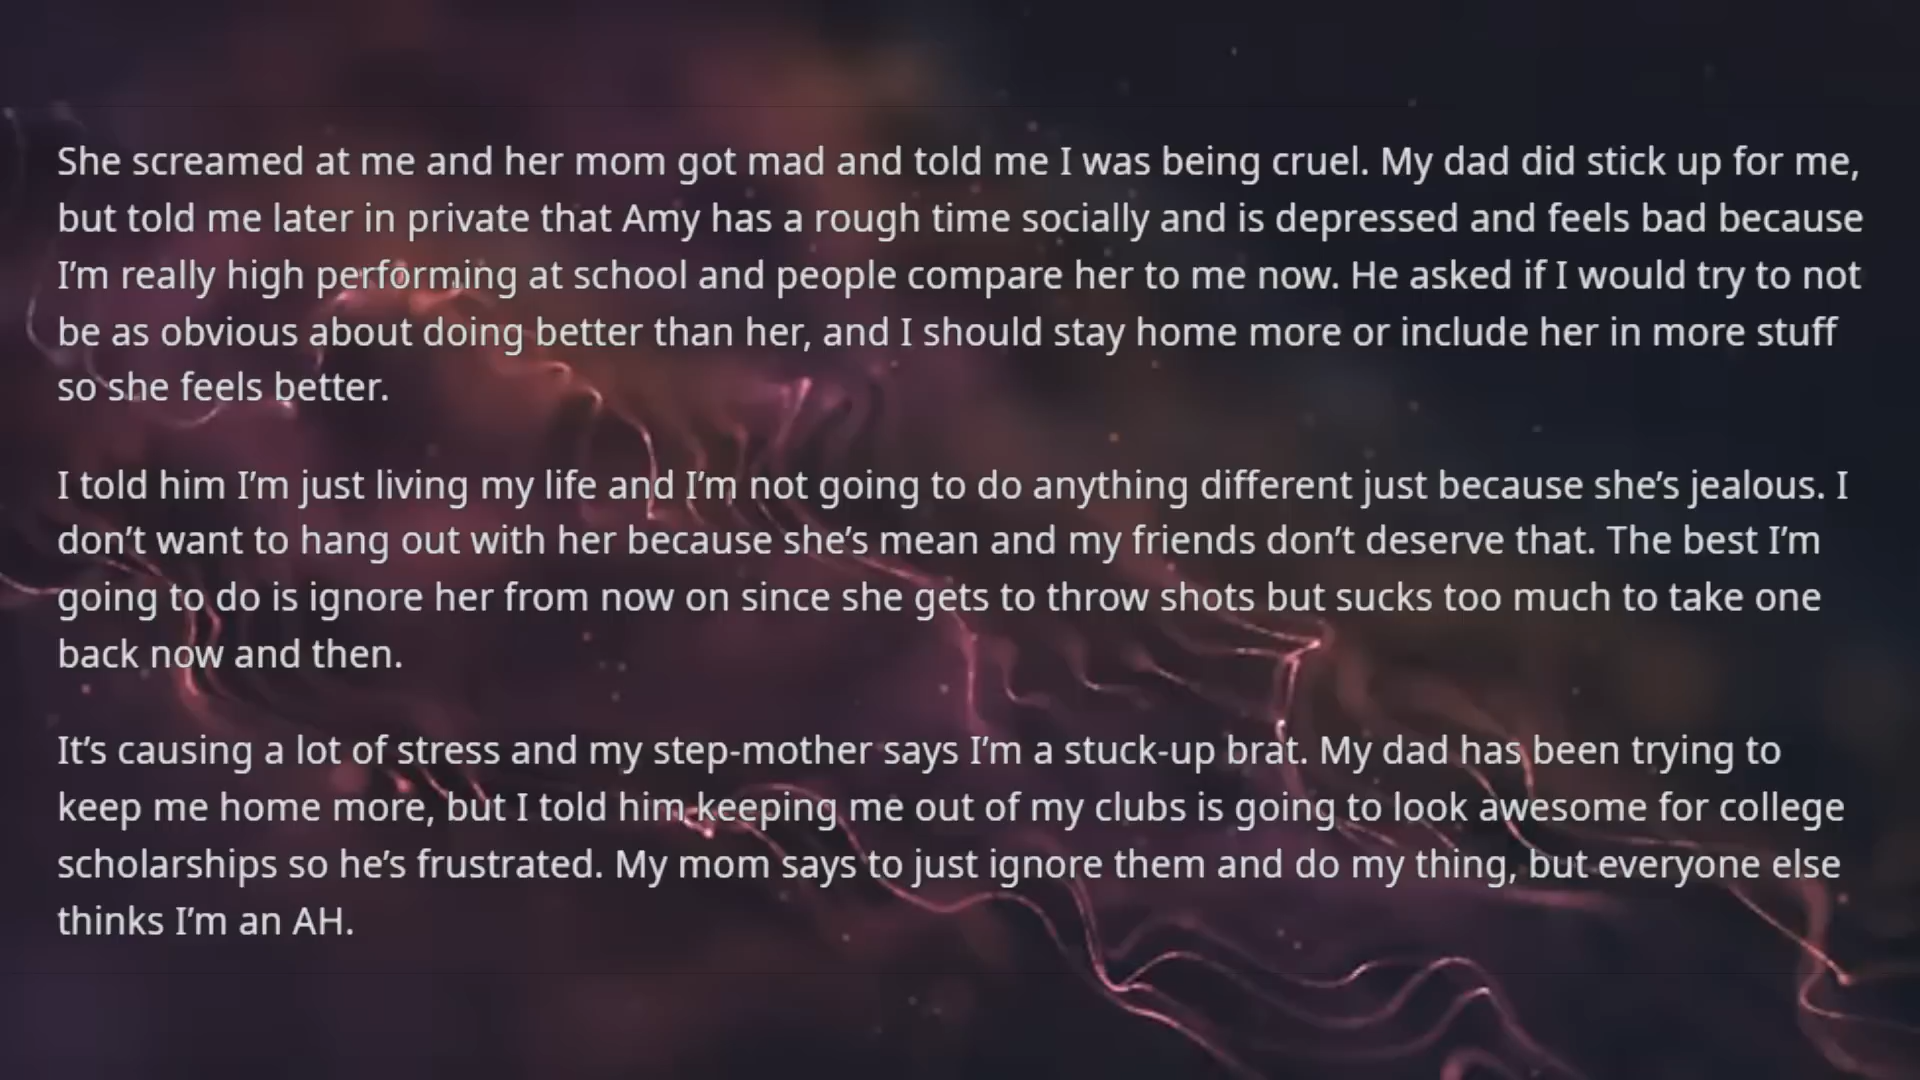 She screamed at me and her mom got mad and told me I was being cruel. My dad did stick up for me,
but told me later in private that Amy has a rough time socially and is depressed and feels bad because
I’m really high performing at school and people compare her to me now. He asked if I would try to not
be as obvious about doing better than her, and I should stay home more or include her in more stuff
so she feels better.
I told him I’m just living my life and I’m not going to do anything different just because she’s jealous. I
don’t want to hang out with her because she’s mean and my friends don’t deserve that. The best I’m
going to do is ignore her from now on since she gets to throw shots but sucks too much to take one
back now and then.
It’s causing a lot of stress and my step-mother says I’m a stuck-up brat. My dad has been trying to
keep me home more, but I told him keeping me out of my clubs is going to look awesome for college
scholarships so he’s frustrated. My mom says to just ignore them and do my thing, but everyone else
thinks I’m an AH.